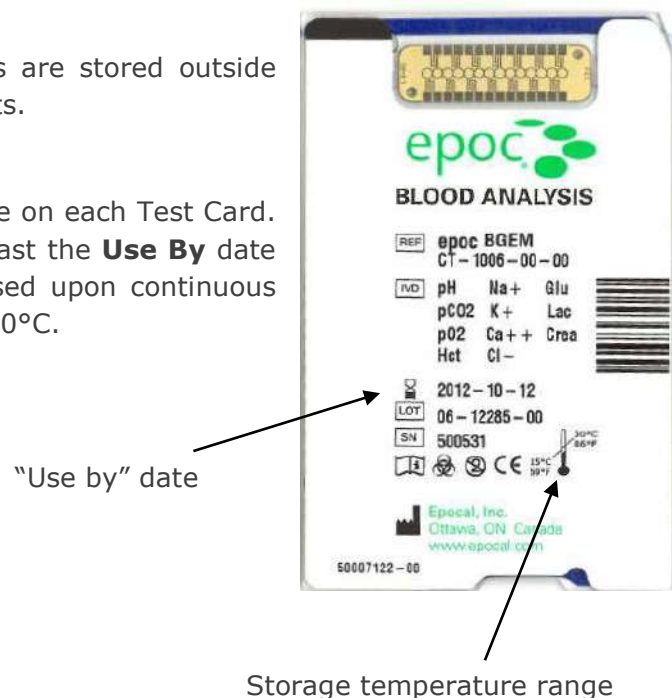 s are stored outside
ts.
e on each Test Card.
ast the Use By date
sed upon continuous
0°C.
"Use by" date
epoc
BLOOD ANALYSIS
REF epoc BGEM
CT-1006-00-00
IVD pH Na+ Glu
pCO2 K+ Lac
pO2 Ca++ Crea
Hct Cl-
2012-10-12
LOT 06-12285-00
SN 500531
CE 15°C 59°F 30°C 86°F
Epocal, Inc.
Ottawa, ON Canada
www.epocal.com
50007122-00
Storage temperature range